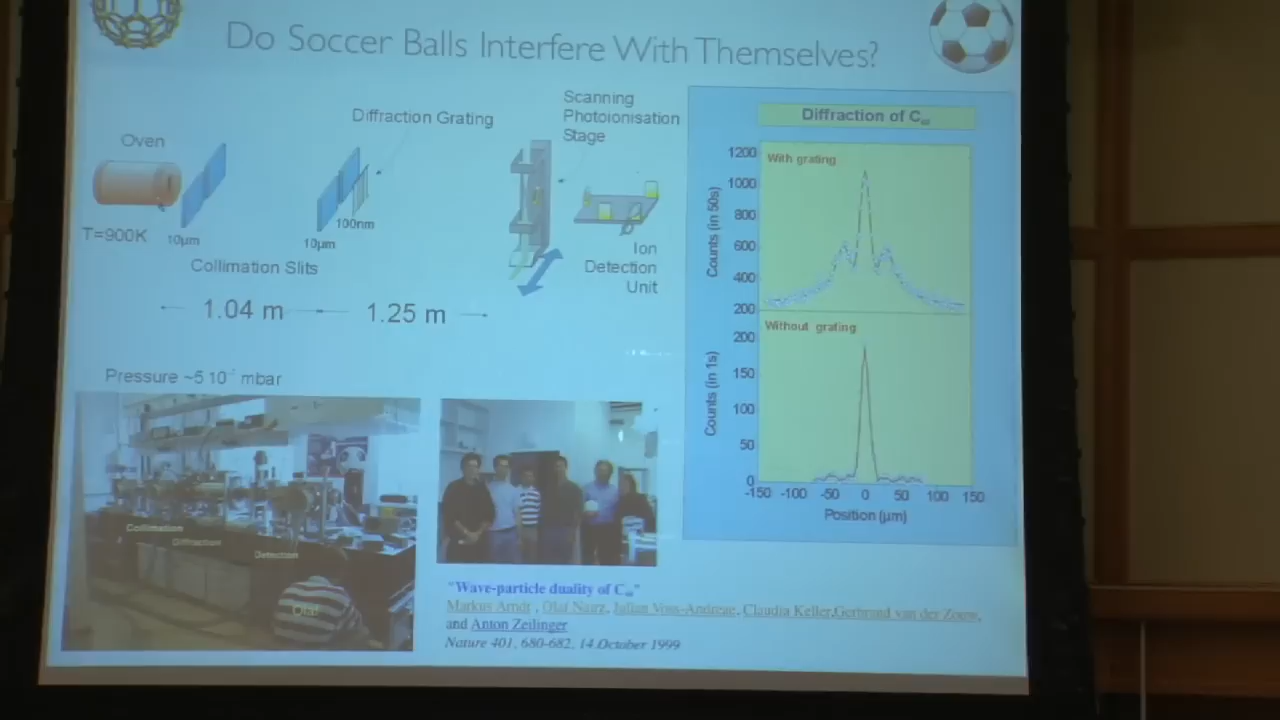 Do Soccer Balls Interfere With Themselves?
Oven
T=900K
10µm
Collimation Slits
Diffraction Grating
10µm
100nm
Scanning
Photoionisation
Stage
Ion
Detection
Unit
1.04 m
1.25 m
Pressure ~5 10 mbar
Collimation
Diffraction
Detection
Diffraction of C60
With grating
Counts (in 50s)
1200
1000
800
600
400
200
Without grating
Counts (in 1s)
200
150
100
50
0
-150 -100 -50 0 50 100 150
Position (µm)
"Wave-particle duality of C60"
Markus Arndt, Olaf Nairz, Julian Voss-Andreae, Claudia Keller, Gerbrand van der Zouw,
and Anton Zeilinger
Nature 401, 680-682, 14.October 1999